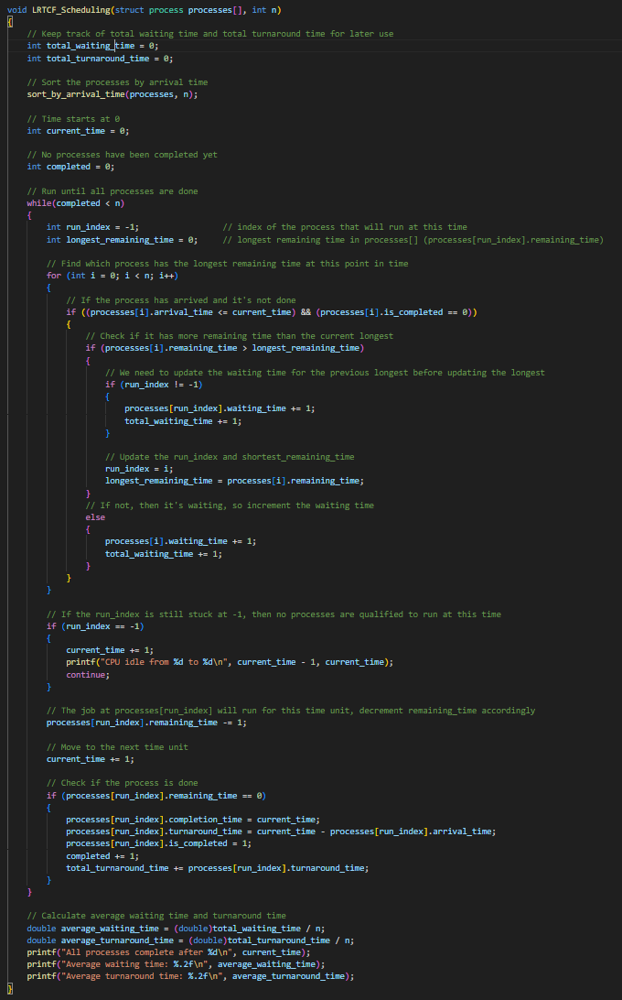 void LRTCF_Scheduling(struct process processes[], int n)
{
    // Keep track of total waiting time and total turnaround time for later use
    int total_waiting_time = 0;
    int total_turnaround_time = 0;

    // Sort the processes by arrival time
    sort_by_arrival_time(processes, n);

    // Time starts at 0
    int current_time = 0;

    // No processes have been completed yet
    int completed = 0;

    // Run until all processes are done
    while(completed < n)
    {
        int run_index = -1;                 // index of the process that will run at this time
        int longest_remaining_time = 0;     // longest remaining time in processes[] (processes[run_index].remaining_time)

        // Find which process has the longest remaining time at this point in time
        for (int i = 0; i < n; i++)
        {
            // If the process has arrived and it's not done
            if ((processes[i].arrival_time <= current_time) && (processes[i].is_completed == 0))
            {
                // Check if it has more remaining time than the current longest
                if (processes[i].remaining_time > longest_remaining_time)
                {
                    // We need to update the waiting time for the previous longest before updating the longest
                    if (run_index != -1)
                    {
                        processes[run_index].waiting_time += 1;
                        total_waiting_time += 1;
                    }

                    // Update the run_index and shortest_remaining_time
                    run_index = i;
                    longest_remaining_time = processes[i].remaining_time;
                }
                // If not, then it's waiting, so increment the waiting time
                else
                {
                    processes[i].waiting_time += 1;
                    total_waiting_time += 1;
                }
            }
        }

        // If the run_index is still stuck at -1, then no processes are qualified to run at this time
        if (run_index == -1)
        {
            current_time += 1;
            printf("CPU idle from %d to %d\n", current_time - 1, current_time);
            continue;
        }

        // The job at processes[run_index] will run for this time unit, decrement remaining_time accordingly
        processes[run_index].remaining_time -= 1;

        // Move to the next time unit
        current_time += 1;

        // Check if the process is done
        if (processes[run_index].remaining_time == 0)
        {
            processes[run_index].completion_time = current_time;
            processes[run_index].turnaround_time = current_time - processes[run_index].arrival_time;
            processes[run_index].is_completed = 1;
            completed += 1;
            total_turnaround_time += processes[run_index].turnaround_time;
        }
    }

    // Calculate average waiting time and turnaround time
    double average_waiting_time = (double)total_waiting_time / n;
    double average_turnaround_time = (double)total_turnaround_time / n;
    printf("All processes complete after %d\n", current_time);
    printf("Average waiting time: %.2f\n", average_waiting_time);
    printf("Average turnaround time: %.2f\n", average_turnaround_time);
}